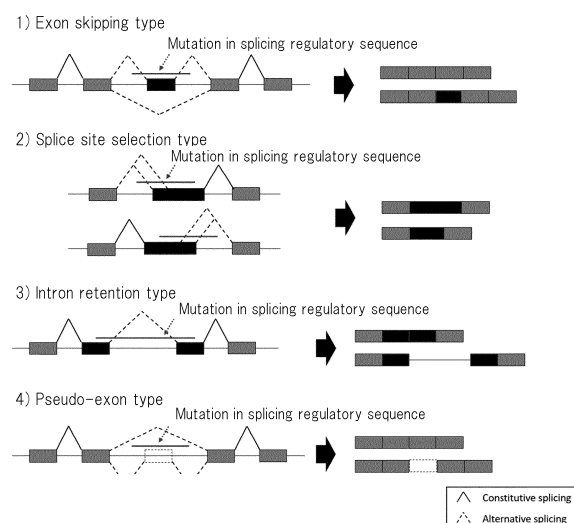 1) Exon skipping type
Mutation in splicing regulatory sequence
2) Splice site selection type
Mutation in splicing regulatory sequence
3) Intron retention type
Mutation in splicing regulatory sequence
4) Pseudo-exon type
Mutation in splicing regulatory sequence
Constitutive splicing
Alternative splicing